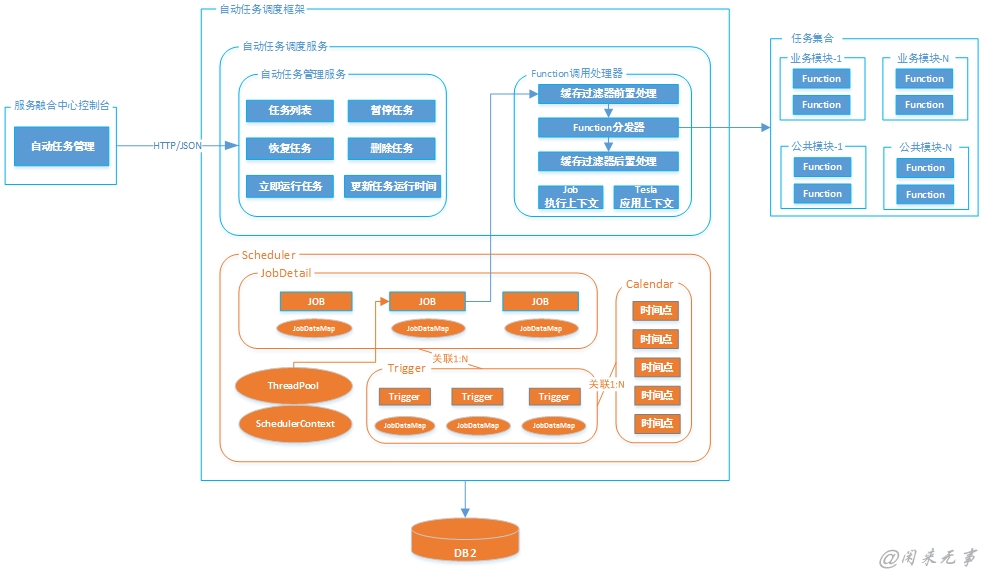 自动任务调度框架
自动任务调度服务
服务融合中心控制台
自动任务管理
HTTP/JSON
自动任务管理服务
任务列表
暂停任务
恢复任务
删除任务
立即运行任务
更新任务运行时间
Function调用处理器
缓存过滤器前置处理
Function分发器
缓存过滤器后置处理
Job
执行上下文
Tesla
应用上下文
任务集合
业务模块-1
Function
Function
业务模块-N
Function
Function
公共模块-1
Function
Function
公共模块-N
Function
Function
Scheduler
JobDetail
JOB
JOB
JOB
JobDataMap
JobDataMap
JobDataMap
关联1:N
ThreadPool
SchedulerContext
Trigger
Trigger
Trigger
Trigger
JobDataMap
JobDataMap
JobDataMap
关联1:N
Calendar
时间点
时间点
时间点
时间点
时间点
DB2
@闲来无事